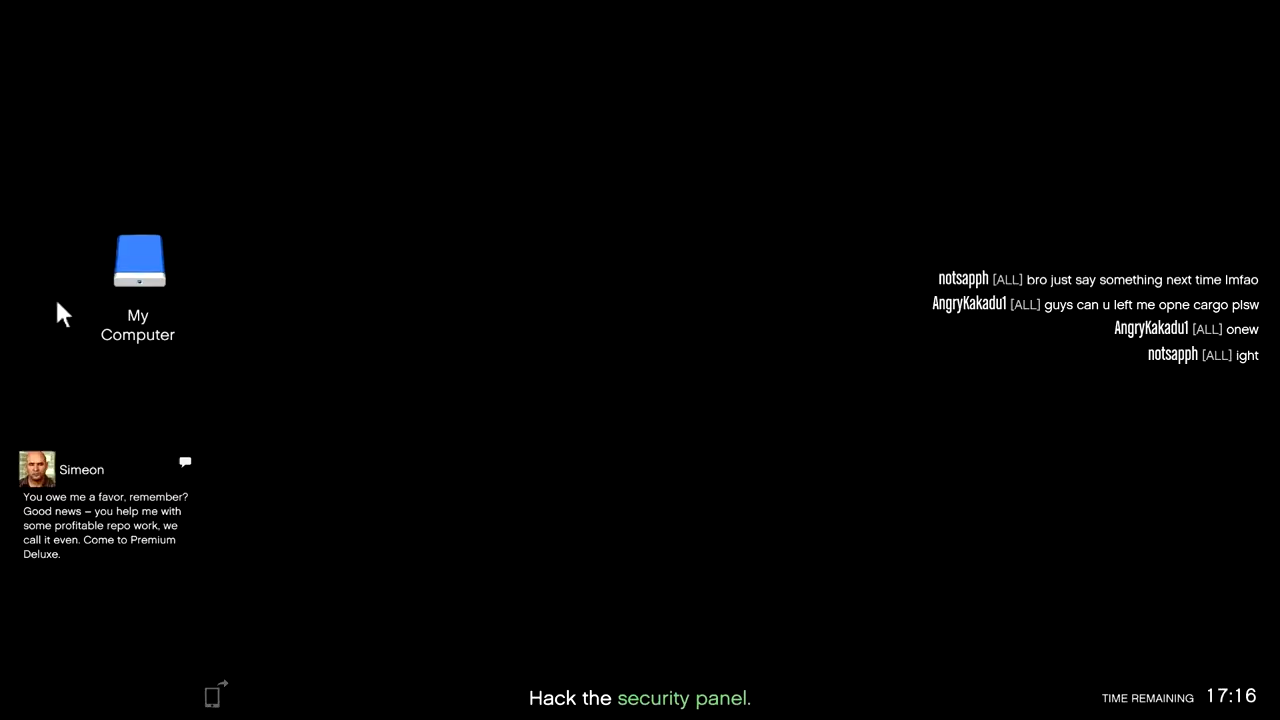 My
Computer
notsapph [ALL] bro just say something next time lmfao
AngryKakadu1 [ALL] guys can u left me opne cargo plsw
AngryKakadu1 [ALL] onew
notsapph [ALL] ight
Simeon
You owe me a favor, remember?
Good news – you help me with
some profitable repo work, we
call it even. Come to Premium
Deluxe.
Hack the security panel.
TIME REMAINING 17:16